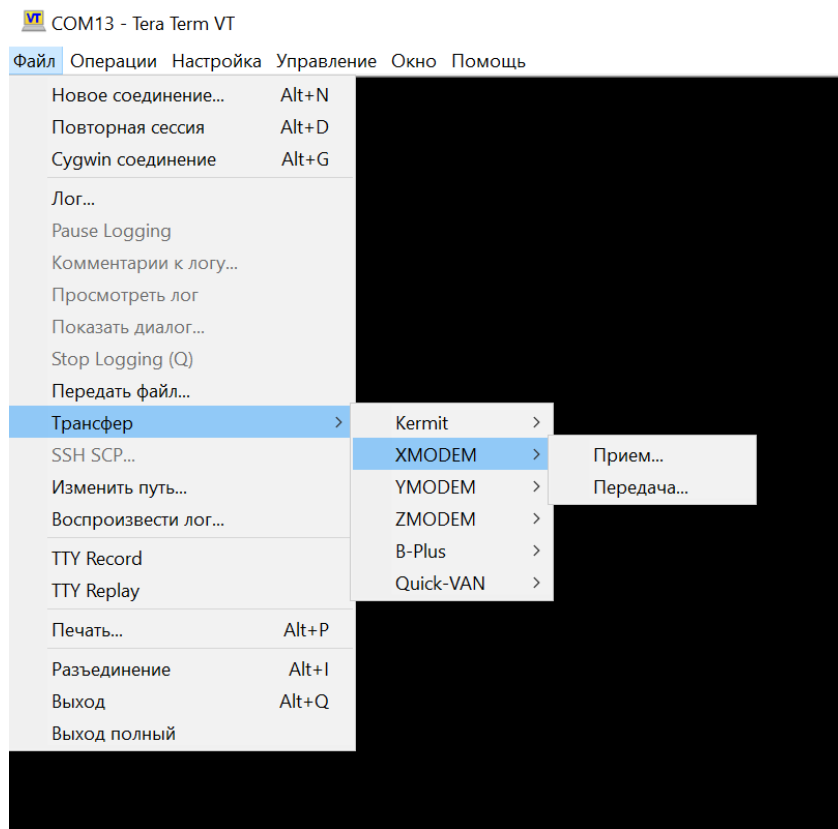 VT COM13 - Tera Term VT
Файл Операции Настройка Управление Окно Помощь
Новое соединение... Alt+N
Повторная сессия Alt+D
Cygwin соединение Alt+G
Лог...
Pause Logging
Комментарии к логу...
Просмотреть лог
Показать диалог...
Stop Logging (Q)
Передать файл...
Трансфер
SSH SCP...
Изменить путь...
Воспроизвести лог...
TTY Record
TTY Replay
Печать... Alt+P
Разъединение Alt+I
Выход Alt+Q
Выход полный
Kermit
XMODEM
YMODEM
ZMODEM
B-Plus
Quick-VAN
Прием...
Передача...